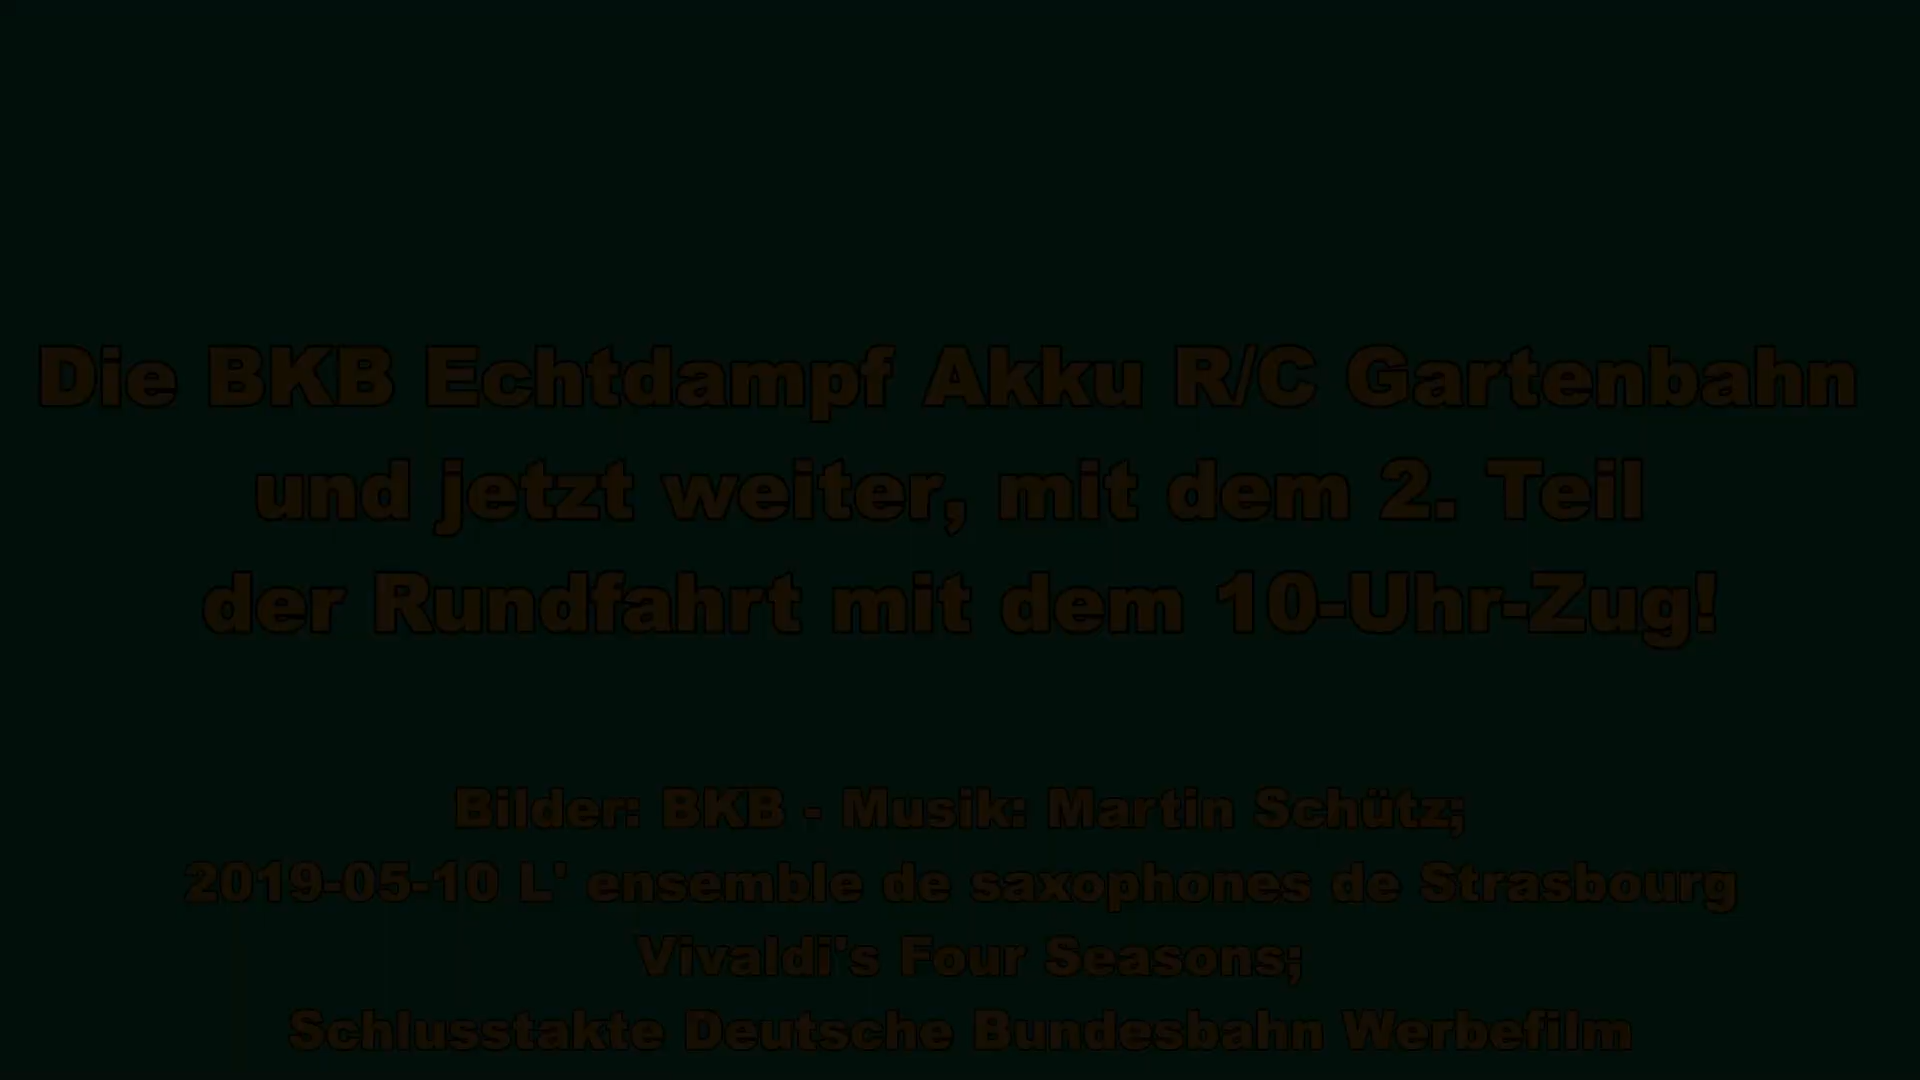 Die BKB Echtdampf Akku R/C Gartenbahn
und jetzt weiter, mit dem 2. Teil
der Rundfahrt mit dem 10-Uhr-Zug!
Bilder: BKB - Musik: Martin Schütz;
2019-05-10 L' ensemble de saxophones de Strasbourg
Vivaldi's Four Seasons;
Schlusstakte Deutsche Bundesbahn Werbefilm